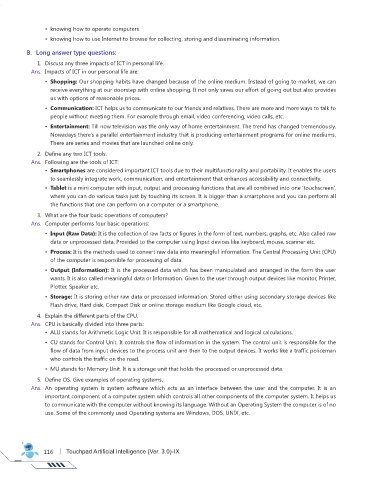 • knowing how to operate computers
• knowing how to use Internet to browse for collecting, storing and disseminating information.
B. Long answer type questions:
1. Discuss any three impacts of ICT in personal life.
Ans. Impacts of ICT in our personal life are:
• Shopping: Our shopping habits have changed because of the online medium. Instead of going to market, we can
receive everything at our doorstep with online shopping. It not only saves our effort of going out but also provides
us with options of reasonable prices.
• Communication: ICT helps us to communicate to our friends and relatives. There are more and more ways to talk to
people without meeting them. For example through email, video conferencing, video calls, etc.
• Entertainment: Till now television was the only way of home entertainment. The trend has changed tremendously.
Nowadays there's a parallel entertainment industry that is producing entertainment programs for online mediums.
There are series and movies that are launched online only.
2. Define any two ICT tools.
Ans. Following are the tools of ICT:
• Smartphones are considered important ICT tools due to their multifunctionality and portability. It enables the users
to seamlessly integrate work, communication, and entertainment that enhances accessibility and connectivity.
• Tablet is a mini computer with input, output and processing functions that are all combined into one 'touchscreen',
where you can do various tasks just by touching its screen. It is bigger than a smartphone and you can perform all
the functions that one can perform on a computer or a smartphone.
3. What are the four basic operations of computers?
Ans. Computer performs four basic operations:
• Input (Raw Data): It is the collection of raw facts or figures in the form of text, numbers, graphs, etc. Also called raw
data or unprocessed data. Provided to the computer using Input devices like keyboard, mouse, scanner etc.
• Process: It is the methods used to convert raw data into meaningful information. The Central Processing Unit (CPU)
of the computer is responsible for processing of data.
• Output (Information): It is the processed data which has been manipulated and arranged in the form the user
wants. It is also called meaningful data or Information. Given to the user through output devices like monitor, Printer,
Plotter, Speaker etc.
• Storage: It is storing either raw data or processed information. Stored either using secondary storage devices like
Flash drive, Hard disk, Compact Disk or online storage medium like Google cloud, etc.
4. Explain the different parts of the CPU.
Ans. CPU is basically divided into three parts:
• ALU stands for Arithmetic Logic Unit. It is responsible for all mathematical and logical calculations.
• CU stands for Control Unit. It controls the flow of information in the system. The control unit is responsible for the
flow of data from input devices to the process unit and then to the output devices. It works like a traffic policeman
who controls the traffic on the road.
• MU stands for Memory Unit. It is a storage unit that holds the processed or unprocessed data.
5. Define OS. Give examples of operating systems.
Ans. An operating system is system software which acts as an interface between the user and the computer. It is an
important component of a computer system which controls all other components of the computer system. It helps us
to communicate with the computer without knowing its language. Without an Operating System the computer is of no
use. Some of the commonly used Operating systems are Windows, DOS, UNIX, etc.
116 | Touchpad Artificial Intelligence (Ver. 3.0)-IX